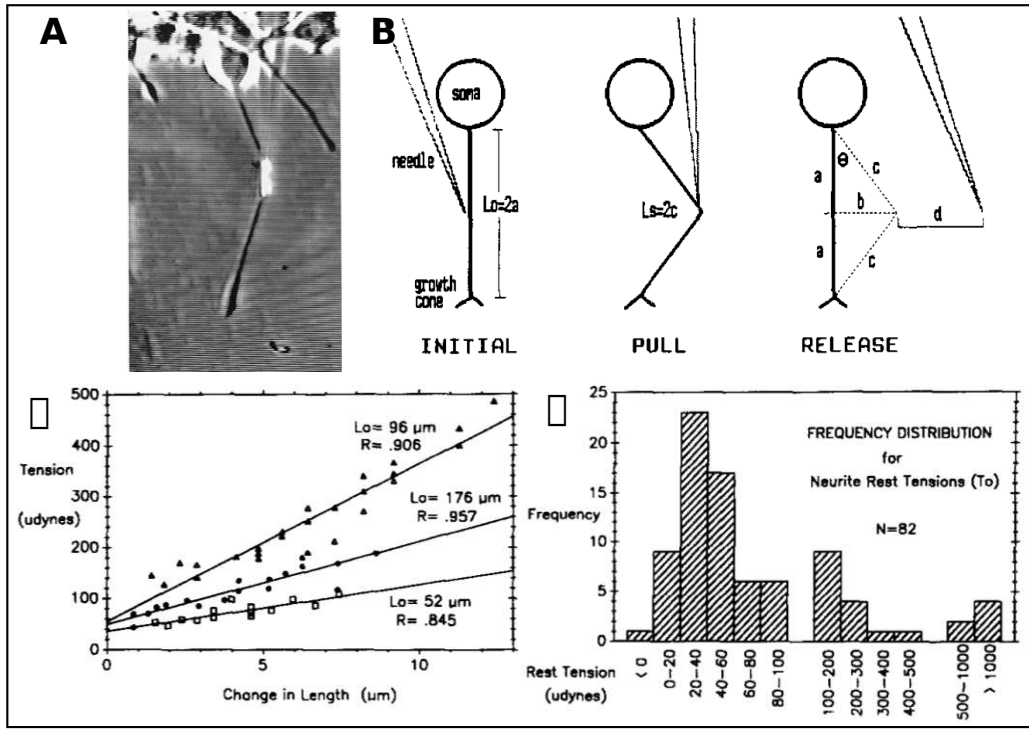 A
B
soma
needle
Lo=2a
growth
cone
INITIAL
Ls=2c
PULL
θ
a
c
b
d
a
c
RELEASE
500
400
Tension
300
(udynes)
200
100
0
0
5
10
Change in Length (μm)
Lo= 96 μm
R= .906
Lo= 176 μm
R= .957
Lo= 52 μm
R= .845
25
20
15
Frequency
10
5
0
FREQUENCY DISTRIBUTION
for
Neurite Rest Tensions (To)
N=82
Rest Tension
(udynes)
< 0
0-20
20-40
40-60
60-80
80-100
100-200
200-300
300-400
400-500
500-1000
> 1000